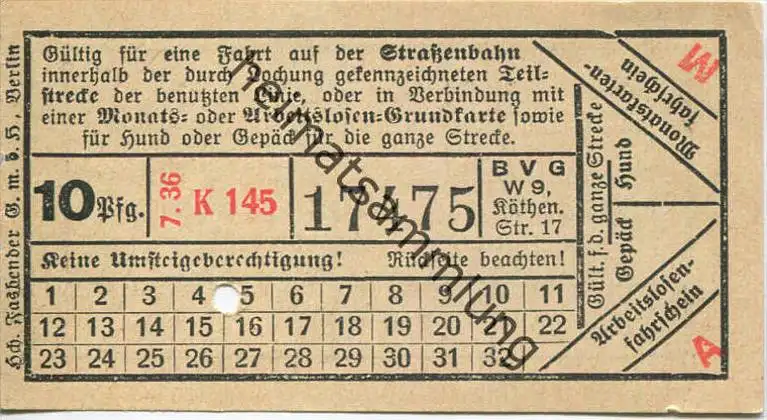 Gültig für eine Fahrt auf der Straßenbahn
innerhalb der durch Lochung gekennzeichneten Teil-
strecke der benutzten Linie, oder in Verbindung mit
einer Monats- oder Arbeitslosen-Grundkarte sowie
für Hund oder Gepäck für die ganze Strecke.
10 Pfg.
7.36 K 145
17475
BVG
W 9,
Köthen.
Str. 17
Keine Umsteigeberechtigung! Rückseite beachten!
1 2 3 4 5 6 7 8 9 10 11
12 13 14 15 16 17 18 19 20 21 22
23 24 25 26 27 28 29 30 31 32
Hch. Faßbender G. m. b. H., Berlin
Gült. f. d. ganze Strecke
Gepäck Hund
W
Monatskarten-
fahrschein
Arbeitslosen-
fahrschein
A
heimatsammlung